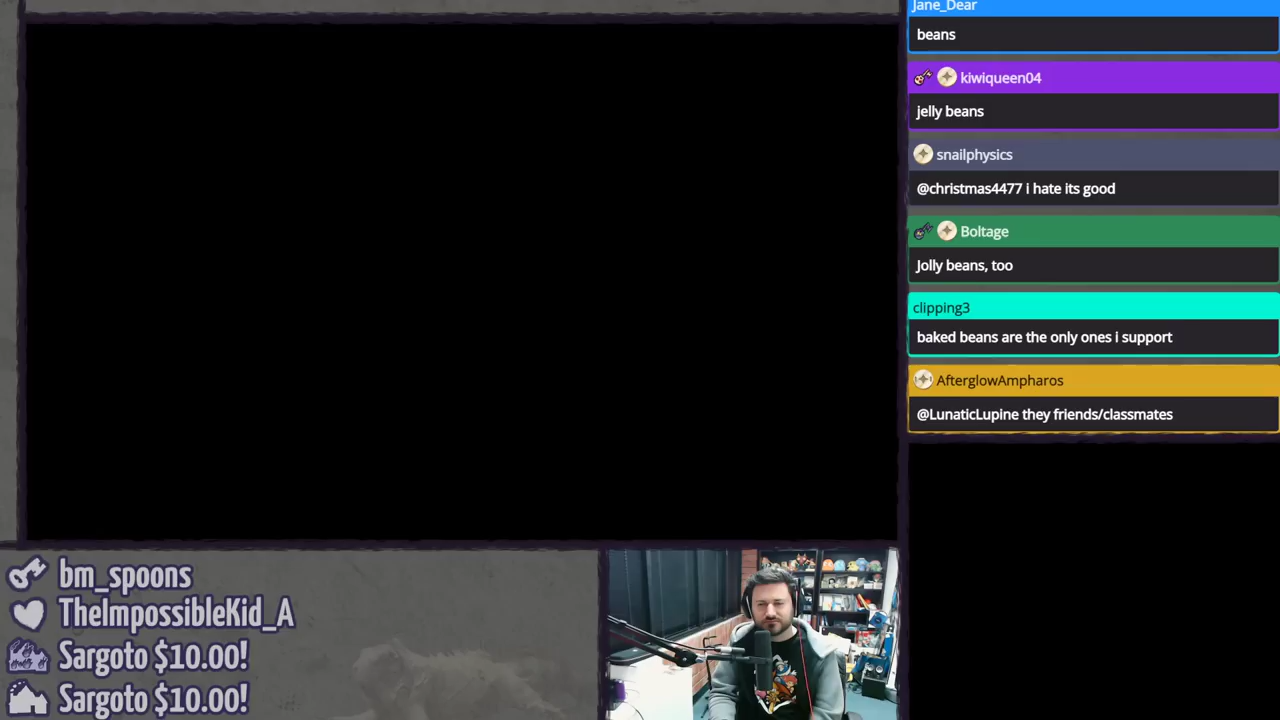 Jane_Dear
beans
kiwiqueen04
jelly beans
snailphysics
@christmas4477 i hate its good
Boltage
Jolly beans, too
clipping3
baked beans are the only ones i support
AfterglowAmpharos
@LunaticLupine they friends/classmates
bm_spoons
TheImpossibleKid_A
Sargoto $10.00!
Sargoto $10.00!